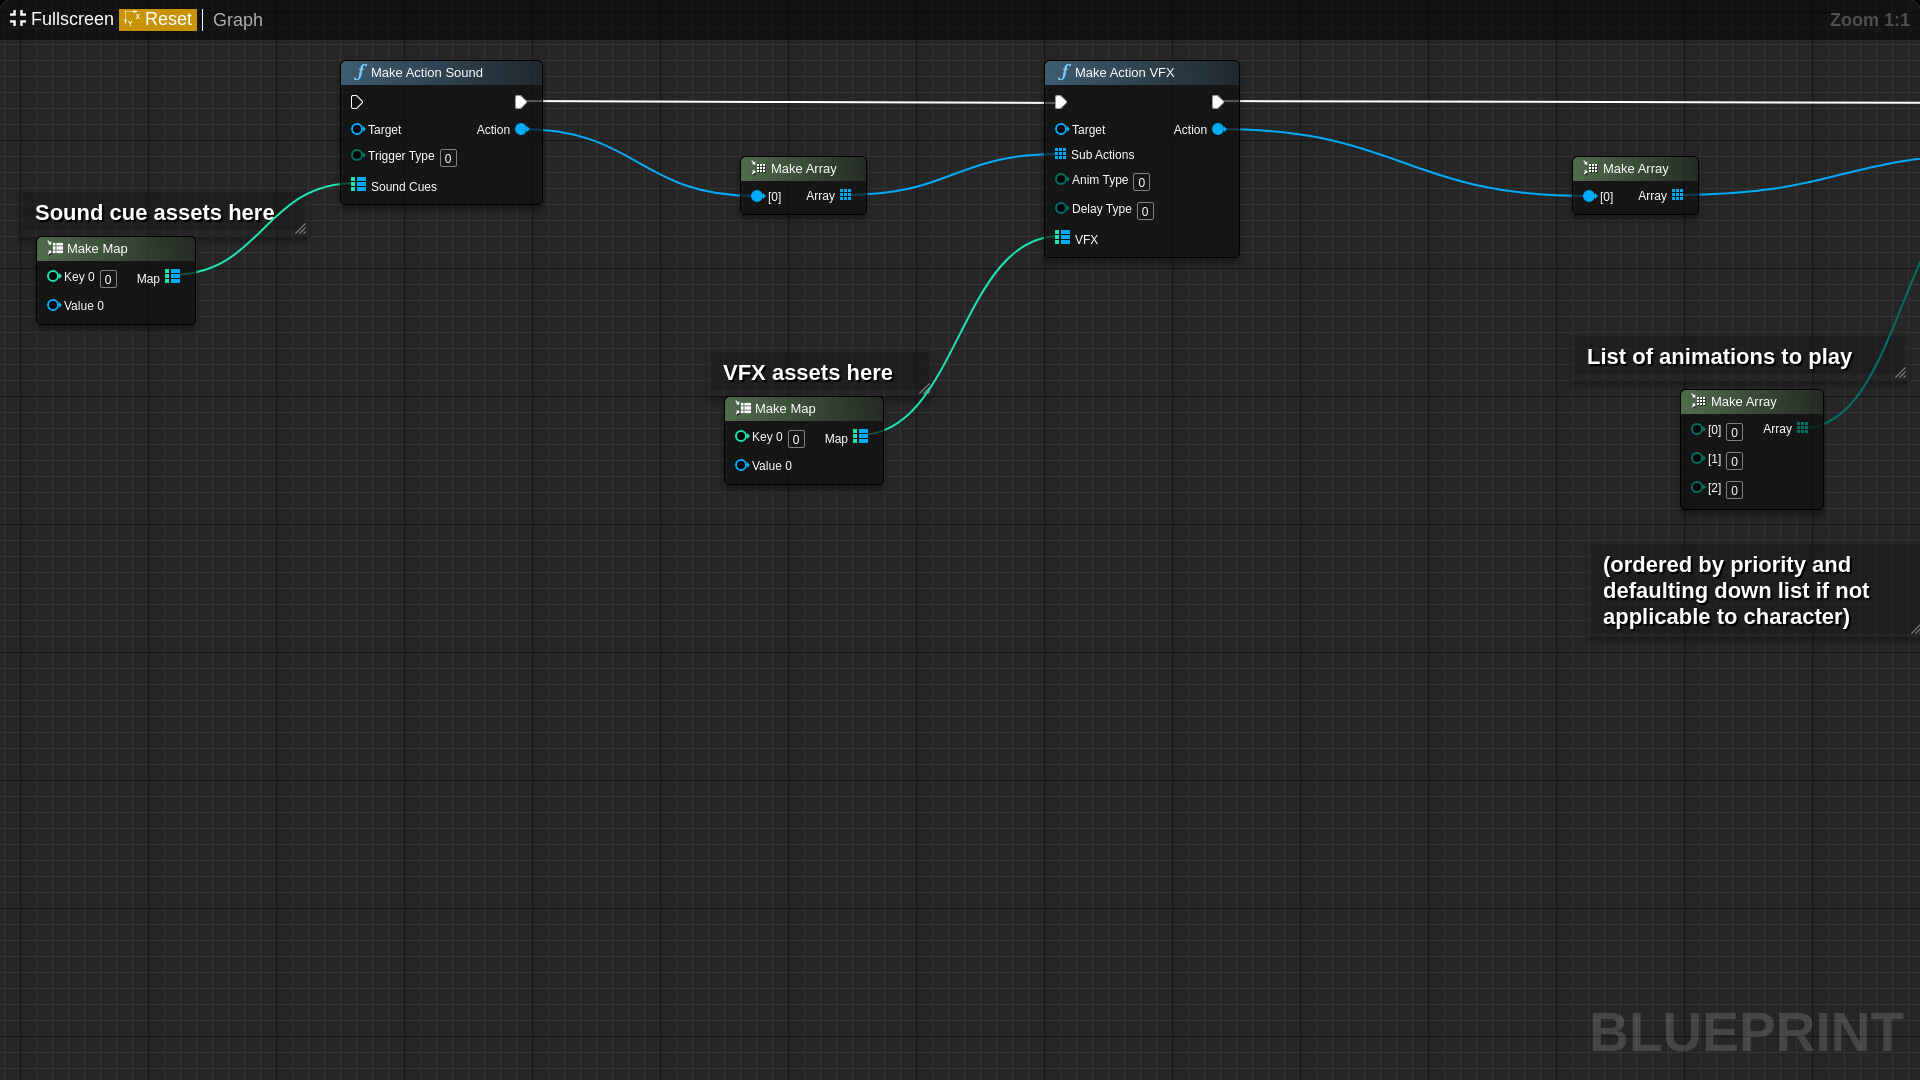 Fullscreen Reset Graph Zoom 1:1
Make Action Sound
Target Action
Trigger Type 0
Sound Cues
Sound cue assets here
Make Map
Key 0 0 Map
Value 0
Make Array
[0] Array
Make Action VFX
Target Action
Sub Actions
Anim Type 0
Delay Type 0
VFX
VFX assets here
Make Map
Key 0 0 Map
Value 0
Make Array
[0] Array
List of animations to play
Make Array
[0] 0 Array
[1] 0
[2] 0
(ordered by priority and
defaulting down list if not
applicable to character)
BLUEPRINT